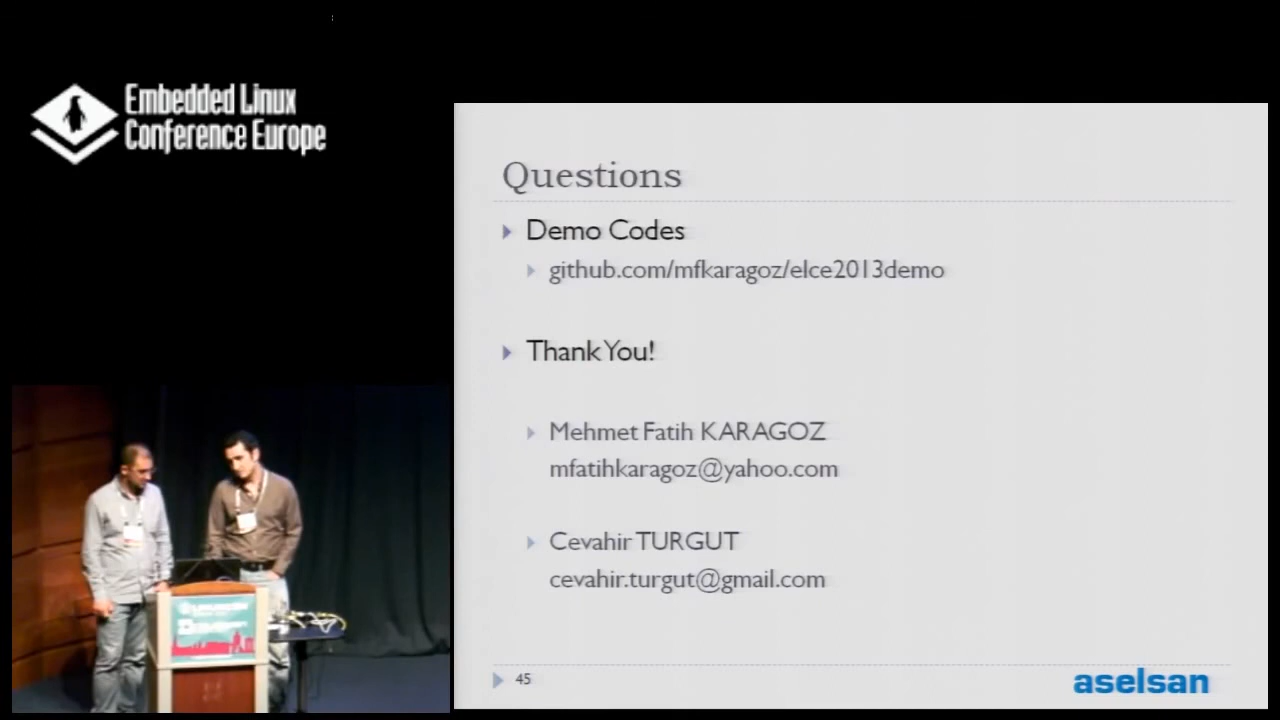 Embedded Linux
Conference Europe
Questions
Demo Codes
github.com/mfkaragoz/elce2013demo
Thank You!
Mehmet Fatih KARAGOZ
mfatihkaragoz@yahoo.com
Cevahir TURGUT
cevahir.turgut@gmail.com
45
aselsan